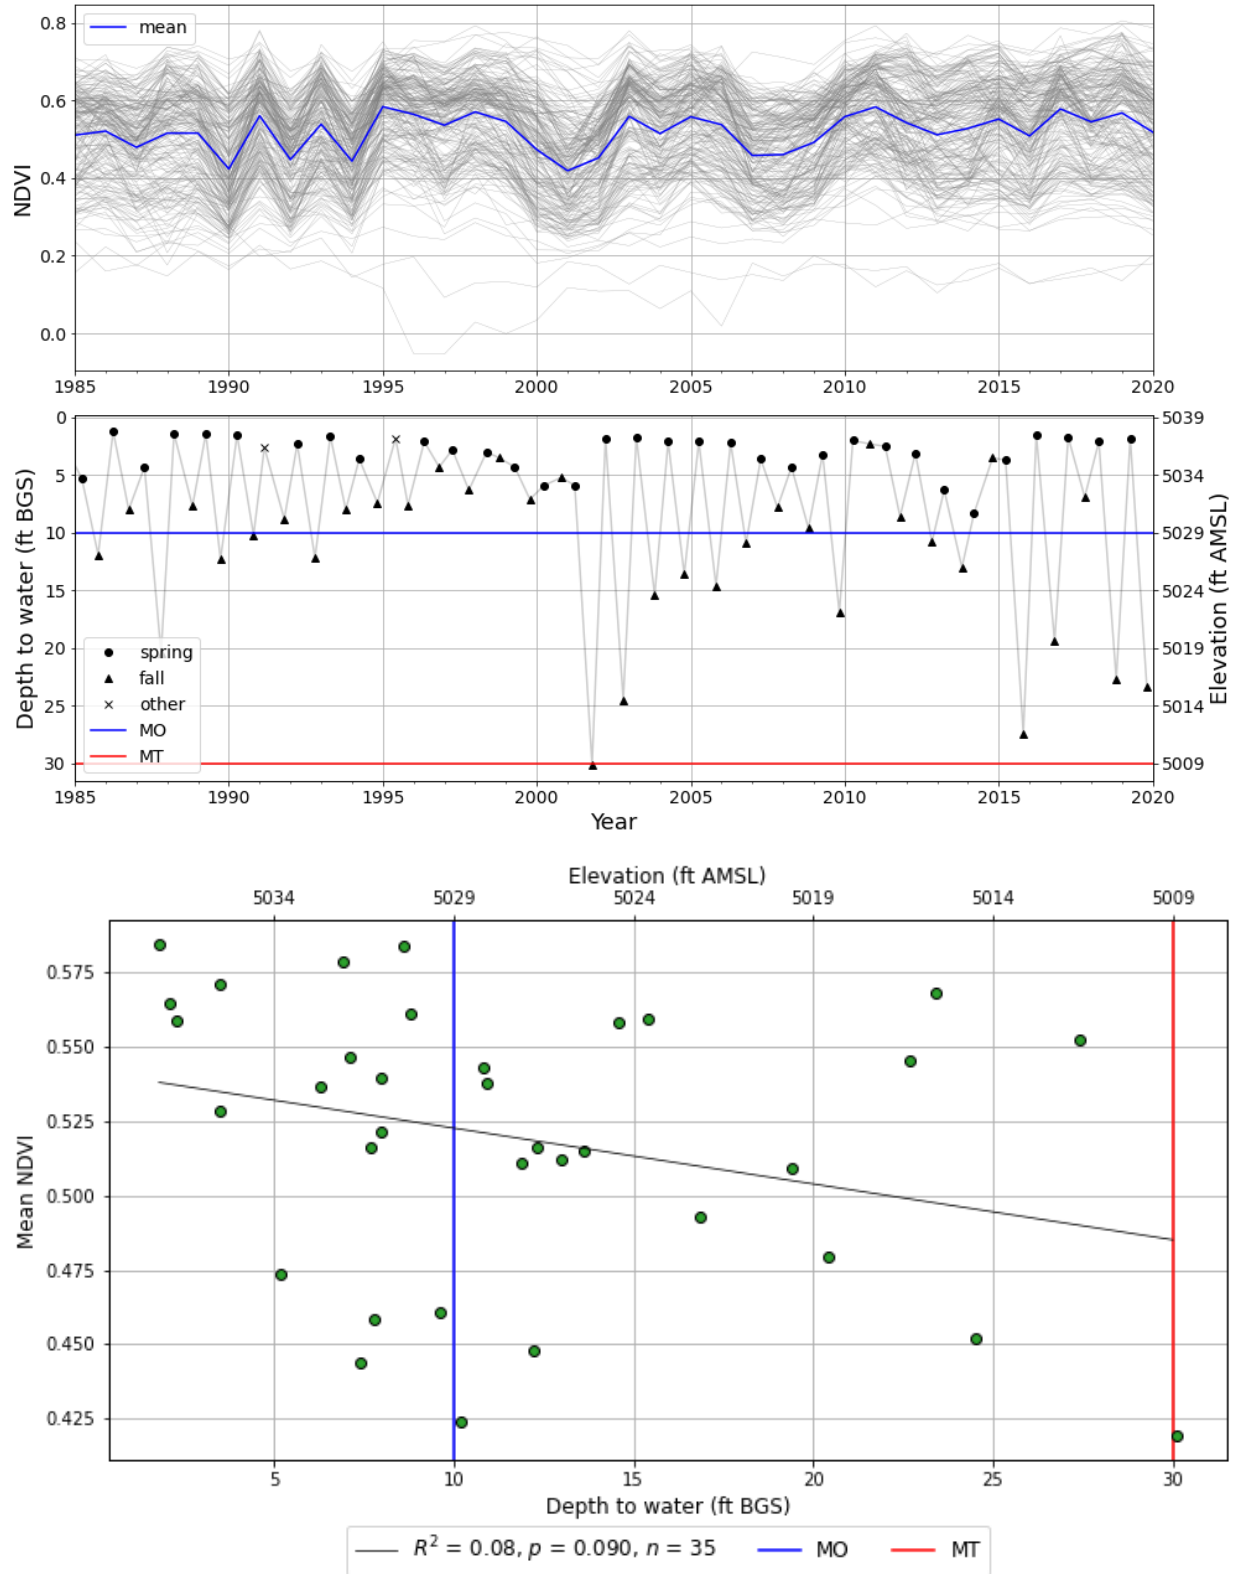 mean
0.8
0.6
0.4
0.2
0.0
NDVI
1985 1990 1995 2000 2005 2010 2015 2020
0 5039
5 5034
10 5029
15 5024
20 5019
25 5014
30 5009
Depth to water (ft BGS)
Elevation (ft AMSL)
spring
fall
other
MO
MT
1985 1990 1995 2000 2005 2010 2015 2020
Year
Elevation (ft AMSL)
5034 5029 5024 5019 5014 5009
0.575
0.550
0.525
0.500
0.475
0.450
0.425
Mean NDVI
5 10 15 20 25 30
Depth to water (ft BGS)
R² = 0.08, p = 0.090, n = 35 MO MT